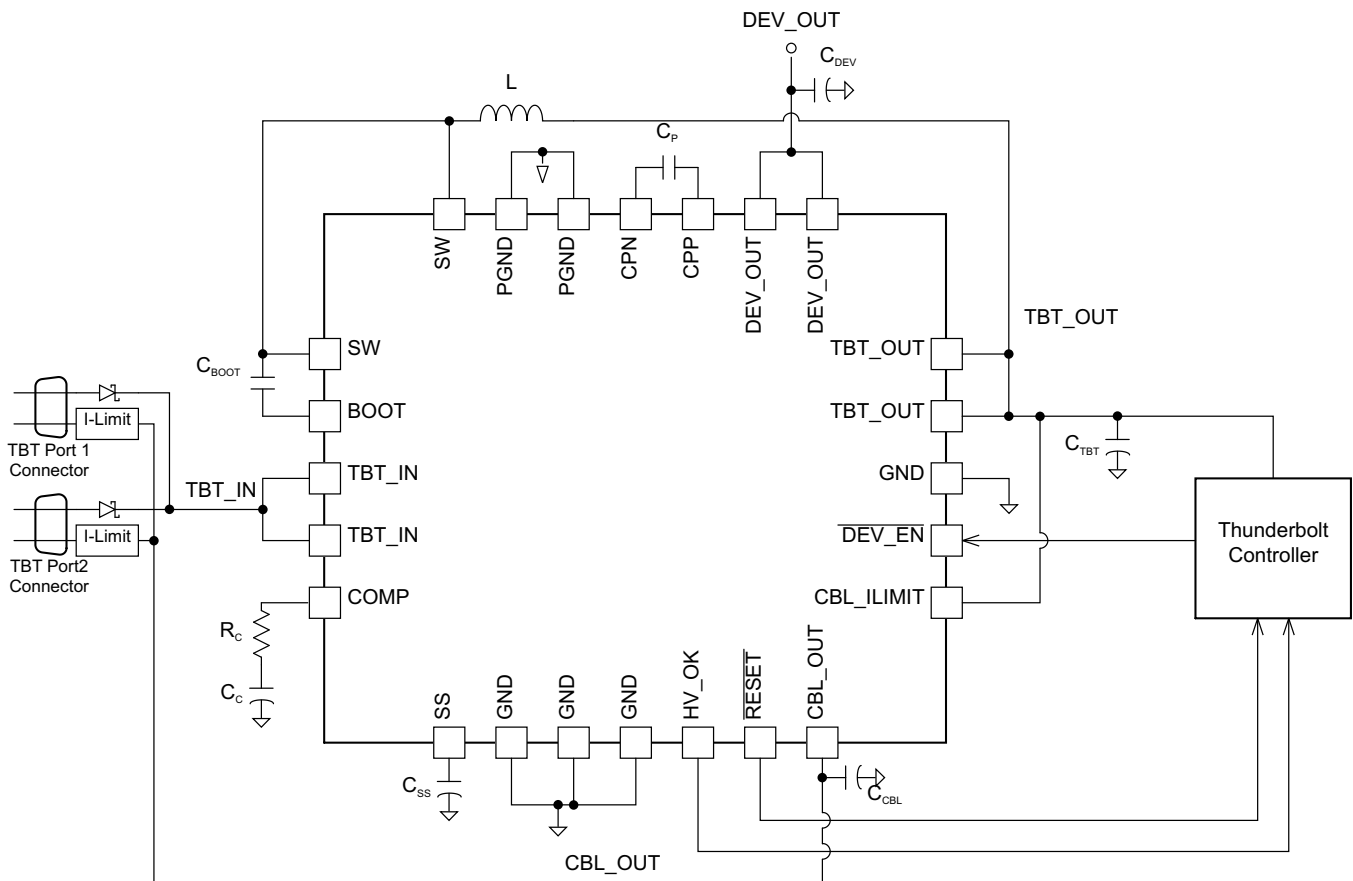 DEV_OUT
C_DEV
L
C_P
SW
PGND
PGND
CPN
CPP
DEV_OUT
DEV_OUT
TBT_OUT
SW
TBT_OUT
C_BOOT
BOOT
TBT_OUT
I-Limit
TBT Port 1
Connector
C_TBT
TBT_IN
GND
TBT_IN
I-Limit
TBT_IN
DEV_EN
Thunderbolt
Controller
TBT Port2
Connector
COMP
CBL_ILIMIT
R_C
C_C
SS
GND
GND
GND
HV_OK
RESET
CBL_OUT
C_SS
C_CBL
CBL_OUT